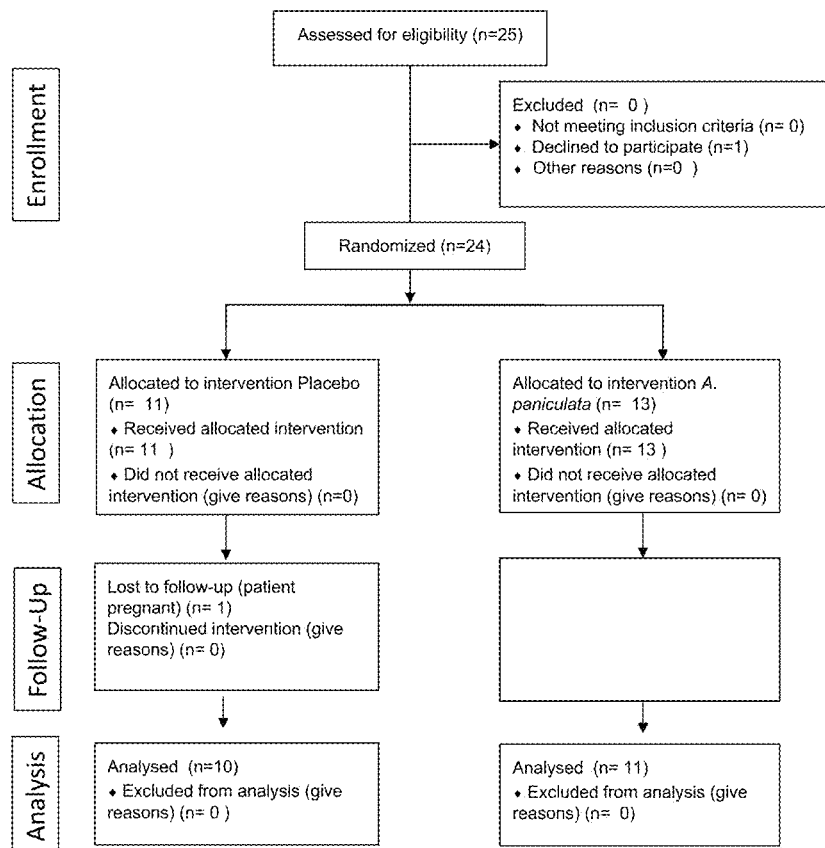 Assessed for eligibility (n=25)
Enrollment
Excluded (n= 0 )
♦ Not meeting inclusion criteria (n= 0)
♦ Declined to participate (n=1)
♦ Other reasons (n=0 )
Randomized (n=24)
Allocation
Allocated to intervention Placebo
(n= 11)
♦ Received allocated intervention
(n= 11 )
♦ Did not receive allocated
intervention (give reasons) (n=0)
Allocated to intervention A.
paniculata (n= 13)
♦ Received allocated
intervention (n= 13 )
♦ Did not receive allocated
intervention (give reasons) (n= 0)
Follow-Up
Lost to follow-up (patient
pregnant) (n= 1)
Discontinued intervention (give
reasons) (n= 0)
Analysis
Analysed (n=10)
♦ Excluded from analysis (give
reasons) (n= 0 )
Analysed (n= 11)
♦ Excluded from analysis (give
reasons) (n= 0)